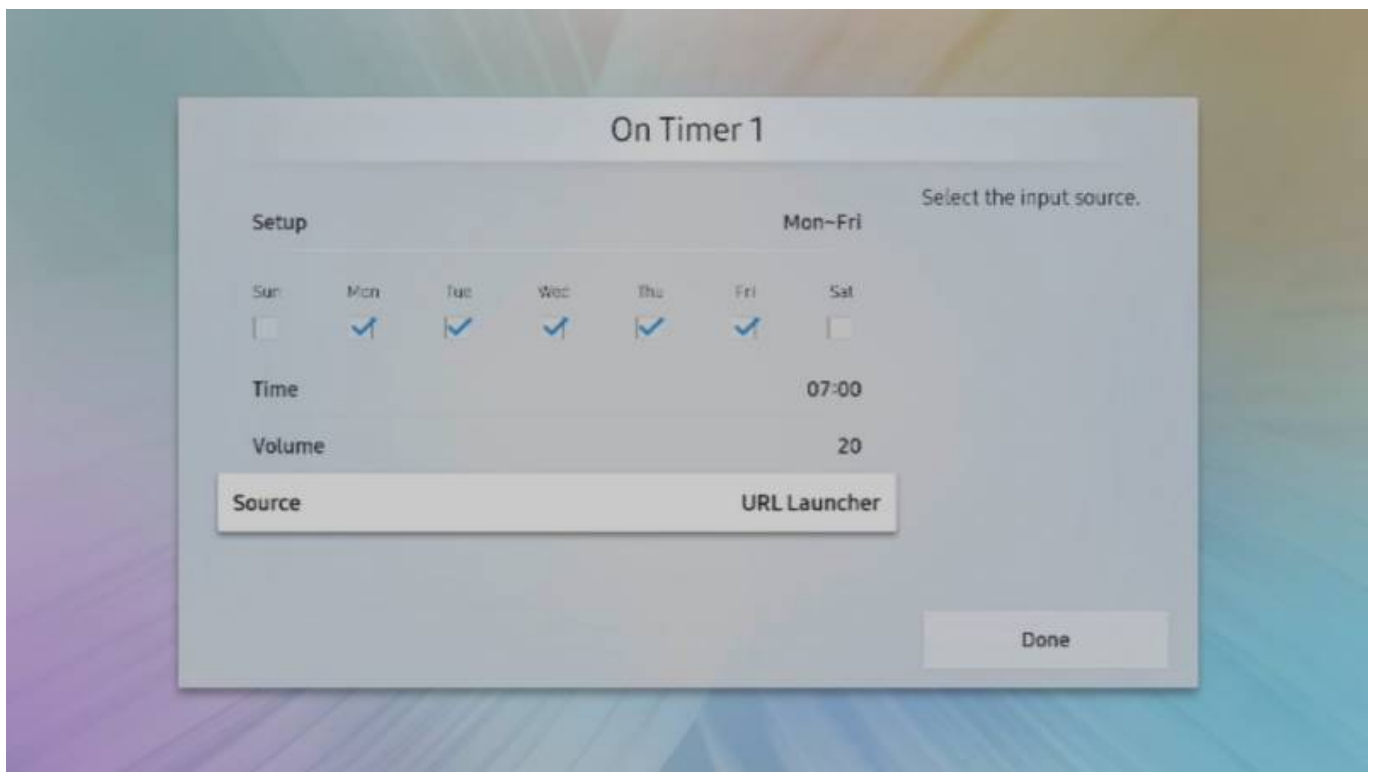 On Timer 1
Select the input source.
Setup Mon~Fri
Sun Mon Tue Wed Thu Fri Sat
Time 07:00
Volume 20
Source URL Launcher
Done